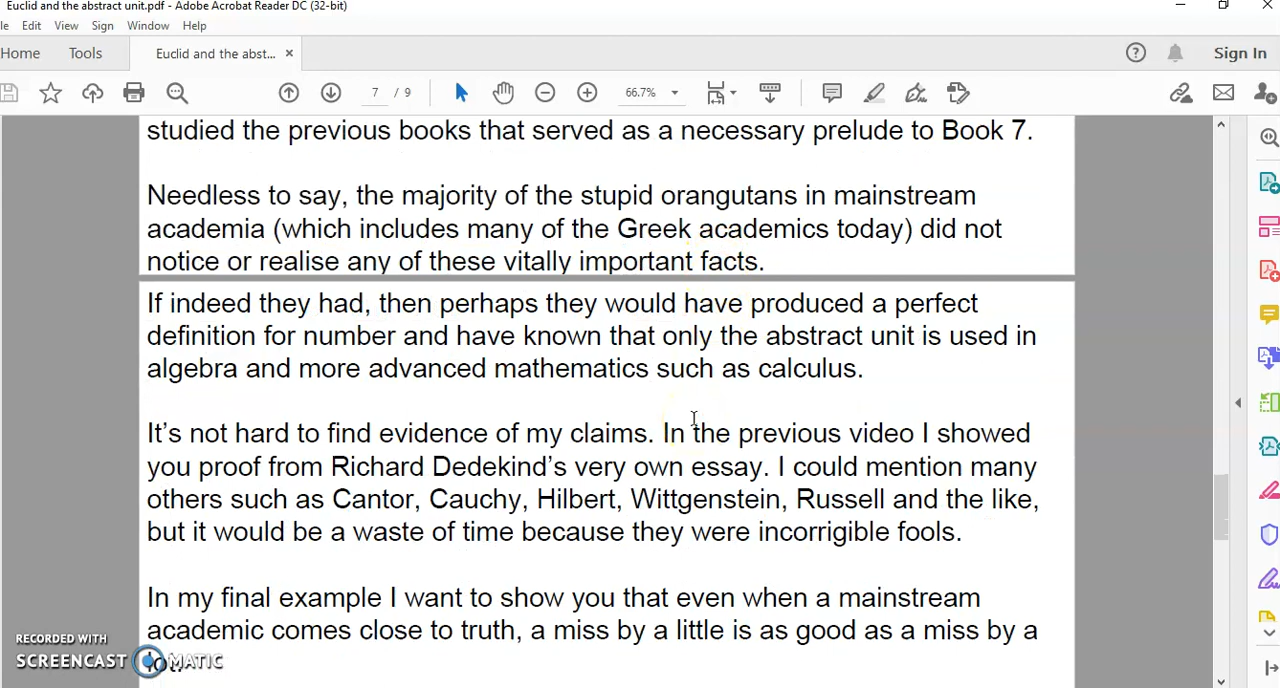 Euclid and the abstract unit.pdf - Adobe Acrobat Reader DC (32-bit)
le Edit View Sign Window Help
Home Tools Euclid and the abst... × Sign In
7 / 9 66.7%
studied the previous books that served as a necessary prelude to Book 7.
Needless to say, the majority of the stupid orangutans in mainstream
academia (which includes many of the Greek academics today) did not
notice or realise any of these vitally important facts.
If indeed they had, then perhaps they would have produced a perfect
definition for number and have known that only the abstract unit is used in
algebra and more advanced mathematics such as calculus.
It’s not hard to find evidence of my claims. In the previous video I showed
you proof from Richard Dedekind’s very own essay. I could mention many
others such as Cantor, Cauchy, Hilbert, Wittgenstein, Russell and the like,
but it would be a waste of time because they were incorrigible fools.
In my final example I want to show you that even when a mainstream
academic comes close to truth, a miss by a little is as good as a miss by a
RECORDED WITH
SCREENCAST MATIC